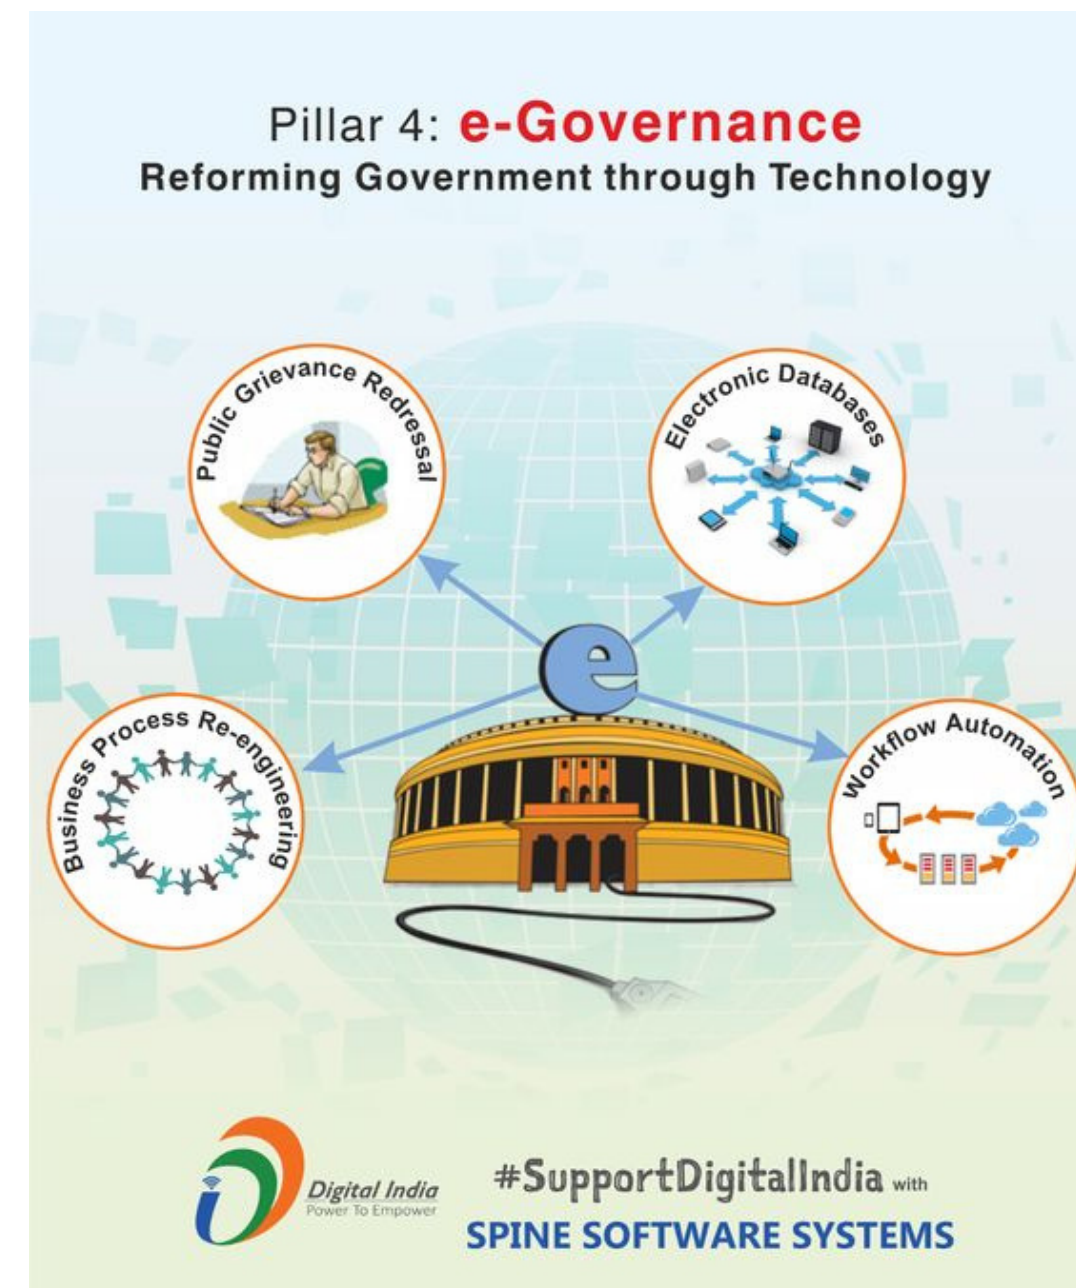 Pillar 4: e-Governance
Reforming Government through Technology
Public Grievance Redressal
Electronic Databases
e
Business Process Re-engineering
Workflow Automation
Digital India
Power To Empower
#SupportDigitalIndia with
SPINE SOFTWARE SYSTEMS